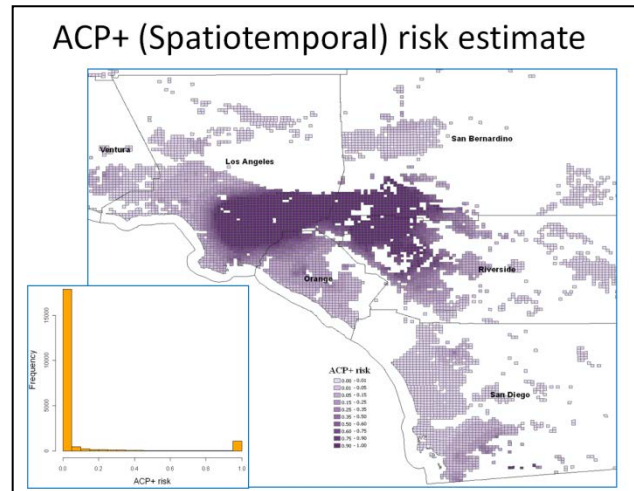 ACP+ (Spatiotemporal) risk estimate
San Bernardino
Ventura
Los Angeles
Riverside
Orange
San Diego
ACP+ risk
0.00 - 0.01
0.01 - 0.05
0.05 - 0.15
0.15 - 0.25
0.25 - 0.35
0.35 - 0.50
0.50 - 0.60
0.60 - 0.75
0.75 - 0.90
0.90 - 1.00
Frequency
15000
10000
5000
0
0.0 0.2 0.4 0.6 0.8 1.0
ACP+ risk